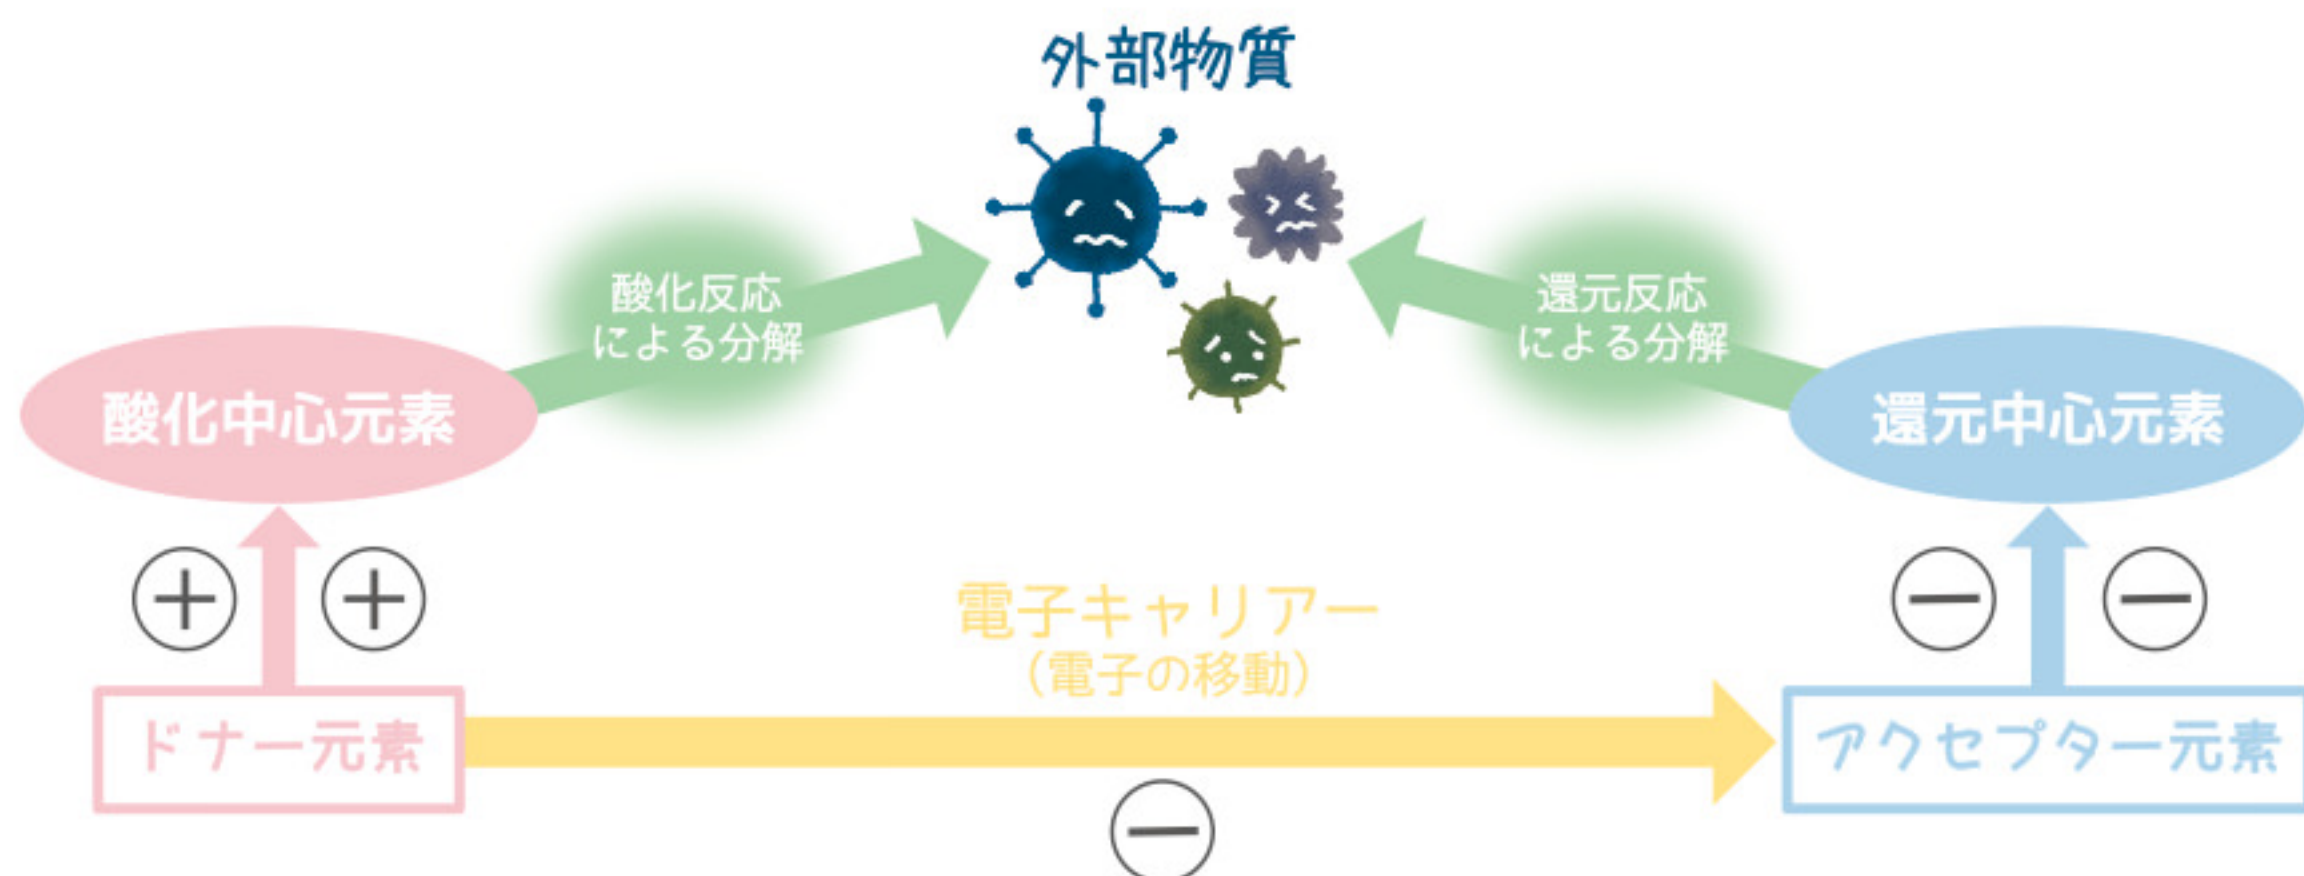 外部物質
酸化反応
による分解
還元反応
による分解
酸化中心元素
還元中心元素
電子キャリアー
（電子の移動）
ドナー元素
アクセプター元素